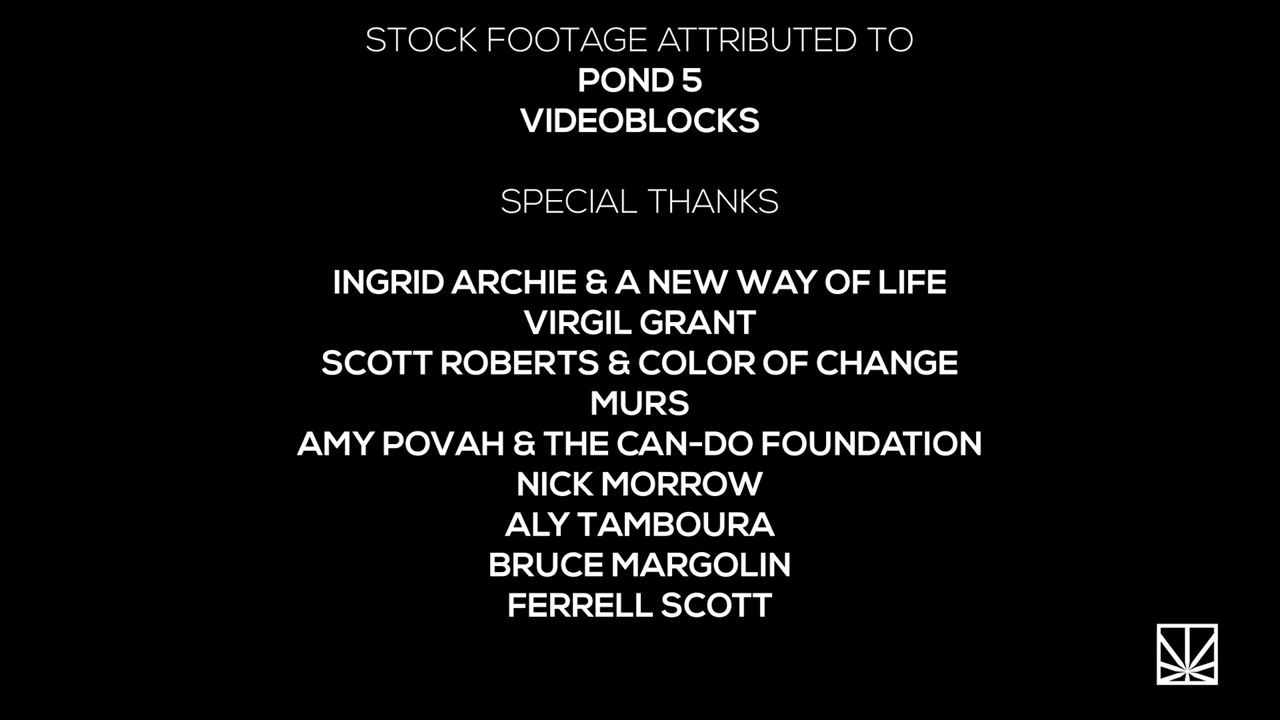 STOCK FOOTAGE ATTRIBUTED TO
POND 5
VIDEOBLOCKS
SPECIAL THANKS
INGRID ARCHIE & A NEW WAY OF LIFE
VIRGIL GRANT
SCOTT ROBERTS & COLOR OF CHANGE
MURS
AMY POVAH & THE CAN-DO FOUNDATION
NICK MORROW
ALY TAMBOURA
BRUCE MARGOLIN
FERRELL SCOTT